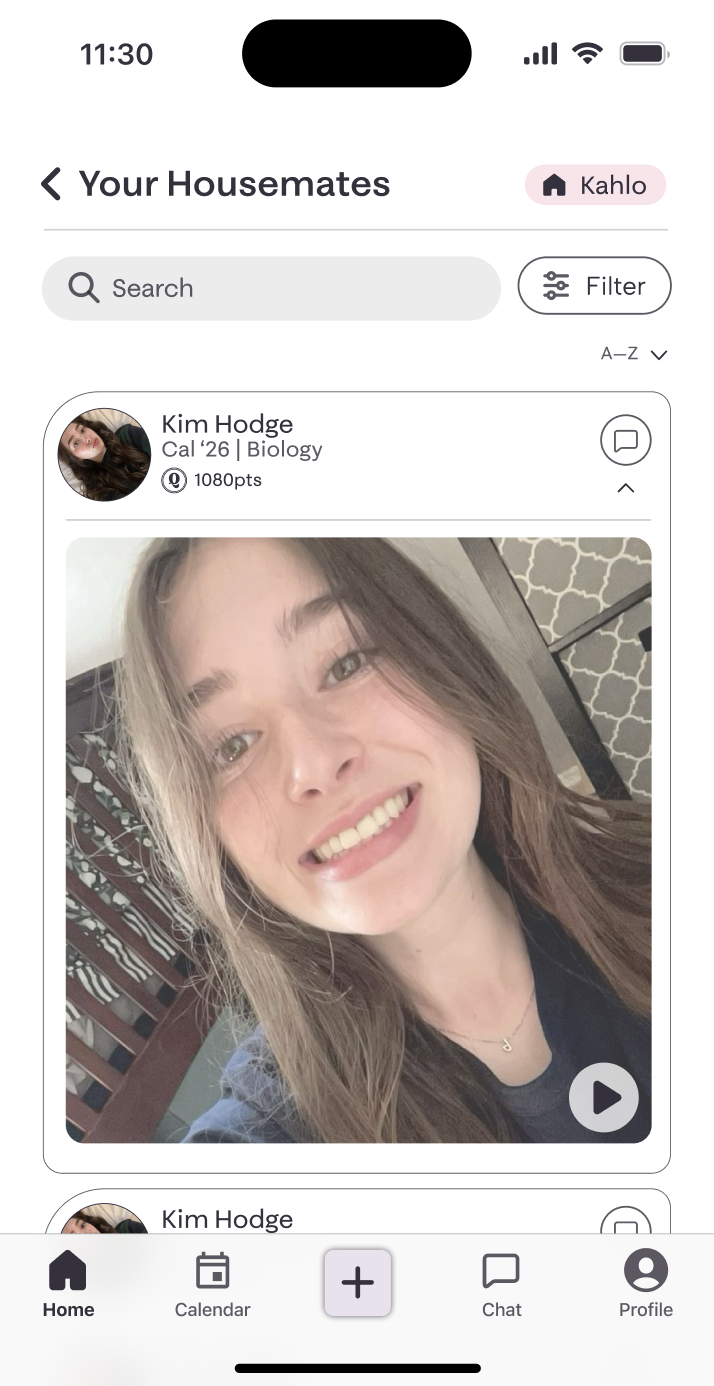 11:30
Your Housemates
Kahlo
Search
Filter
A–Z
Kim Hodge
Cal ‘26 | Biology
Q 1080pts
Kim Hodge
Home
Calendar
Chat
Profile